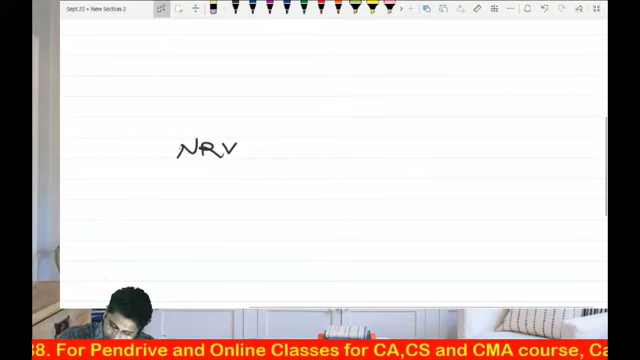 Sept 20 • New Section 2
NRV
38. For Pendrive and Online Classes for CA,CS and CMA course, Ca